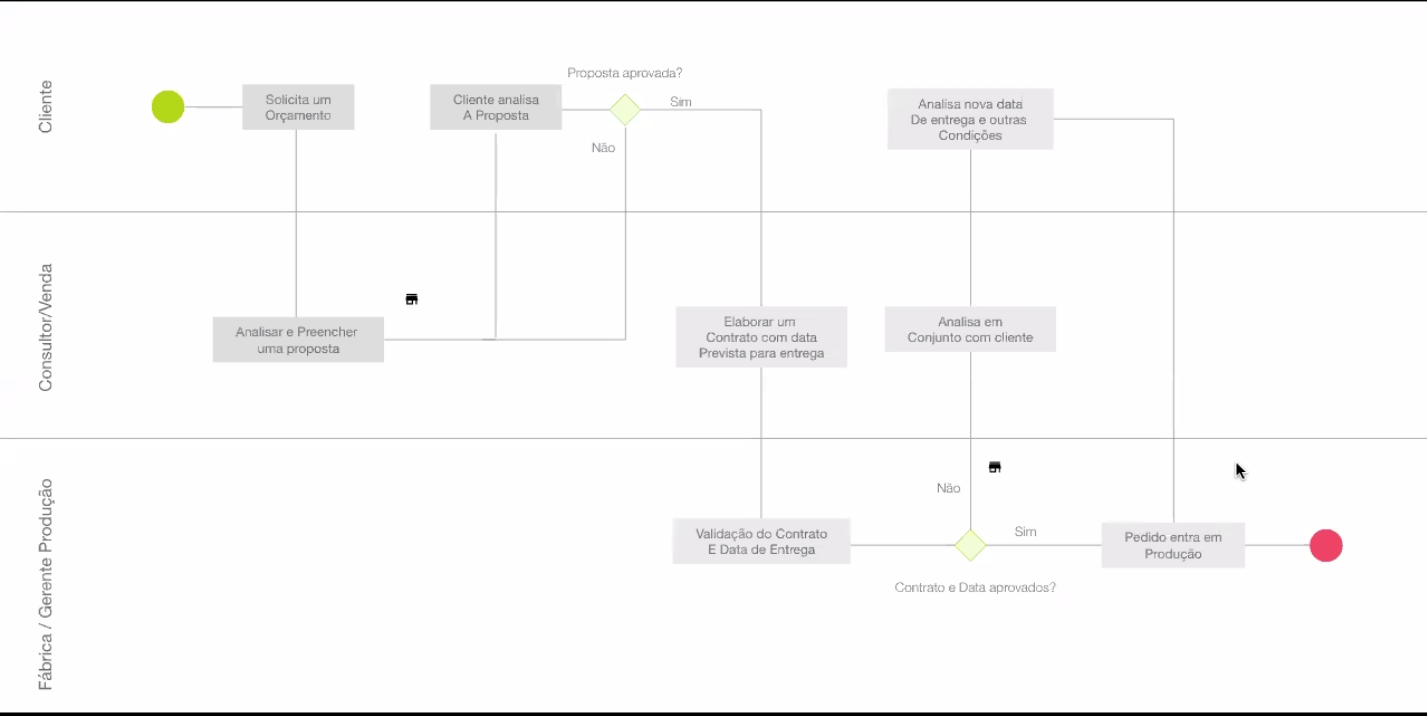 Cliente
Solicita um
Orçamento
Cliente analisa
A Proposta
Proposta aprovada?
Sim
Não
Analisa nova data
De entrega e outras
Condições
Consultor/Venda
Analisar e Preencher
uma proposta
Elaborar um
Contrato com data
Prevista para entrega
Analisa em
Conjunto com cliente
Fábrica / Gerente Produção
Validação do Contrato
E Data de Entrega
Não
Sim
Contrato e Data aprovados?
Pedido entra em
Produção